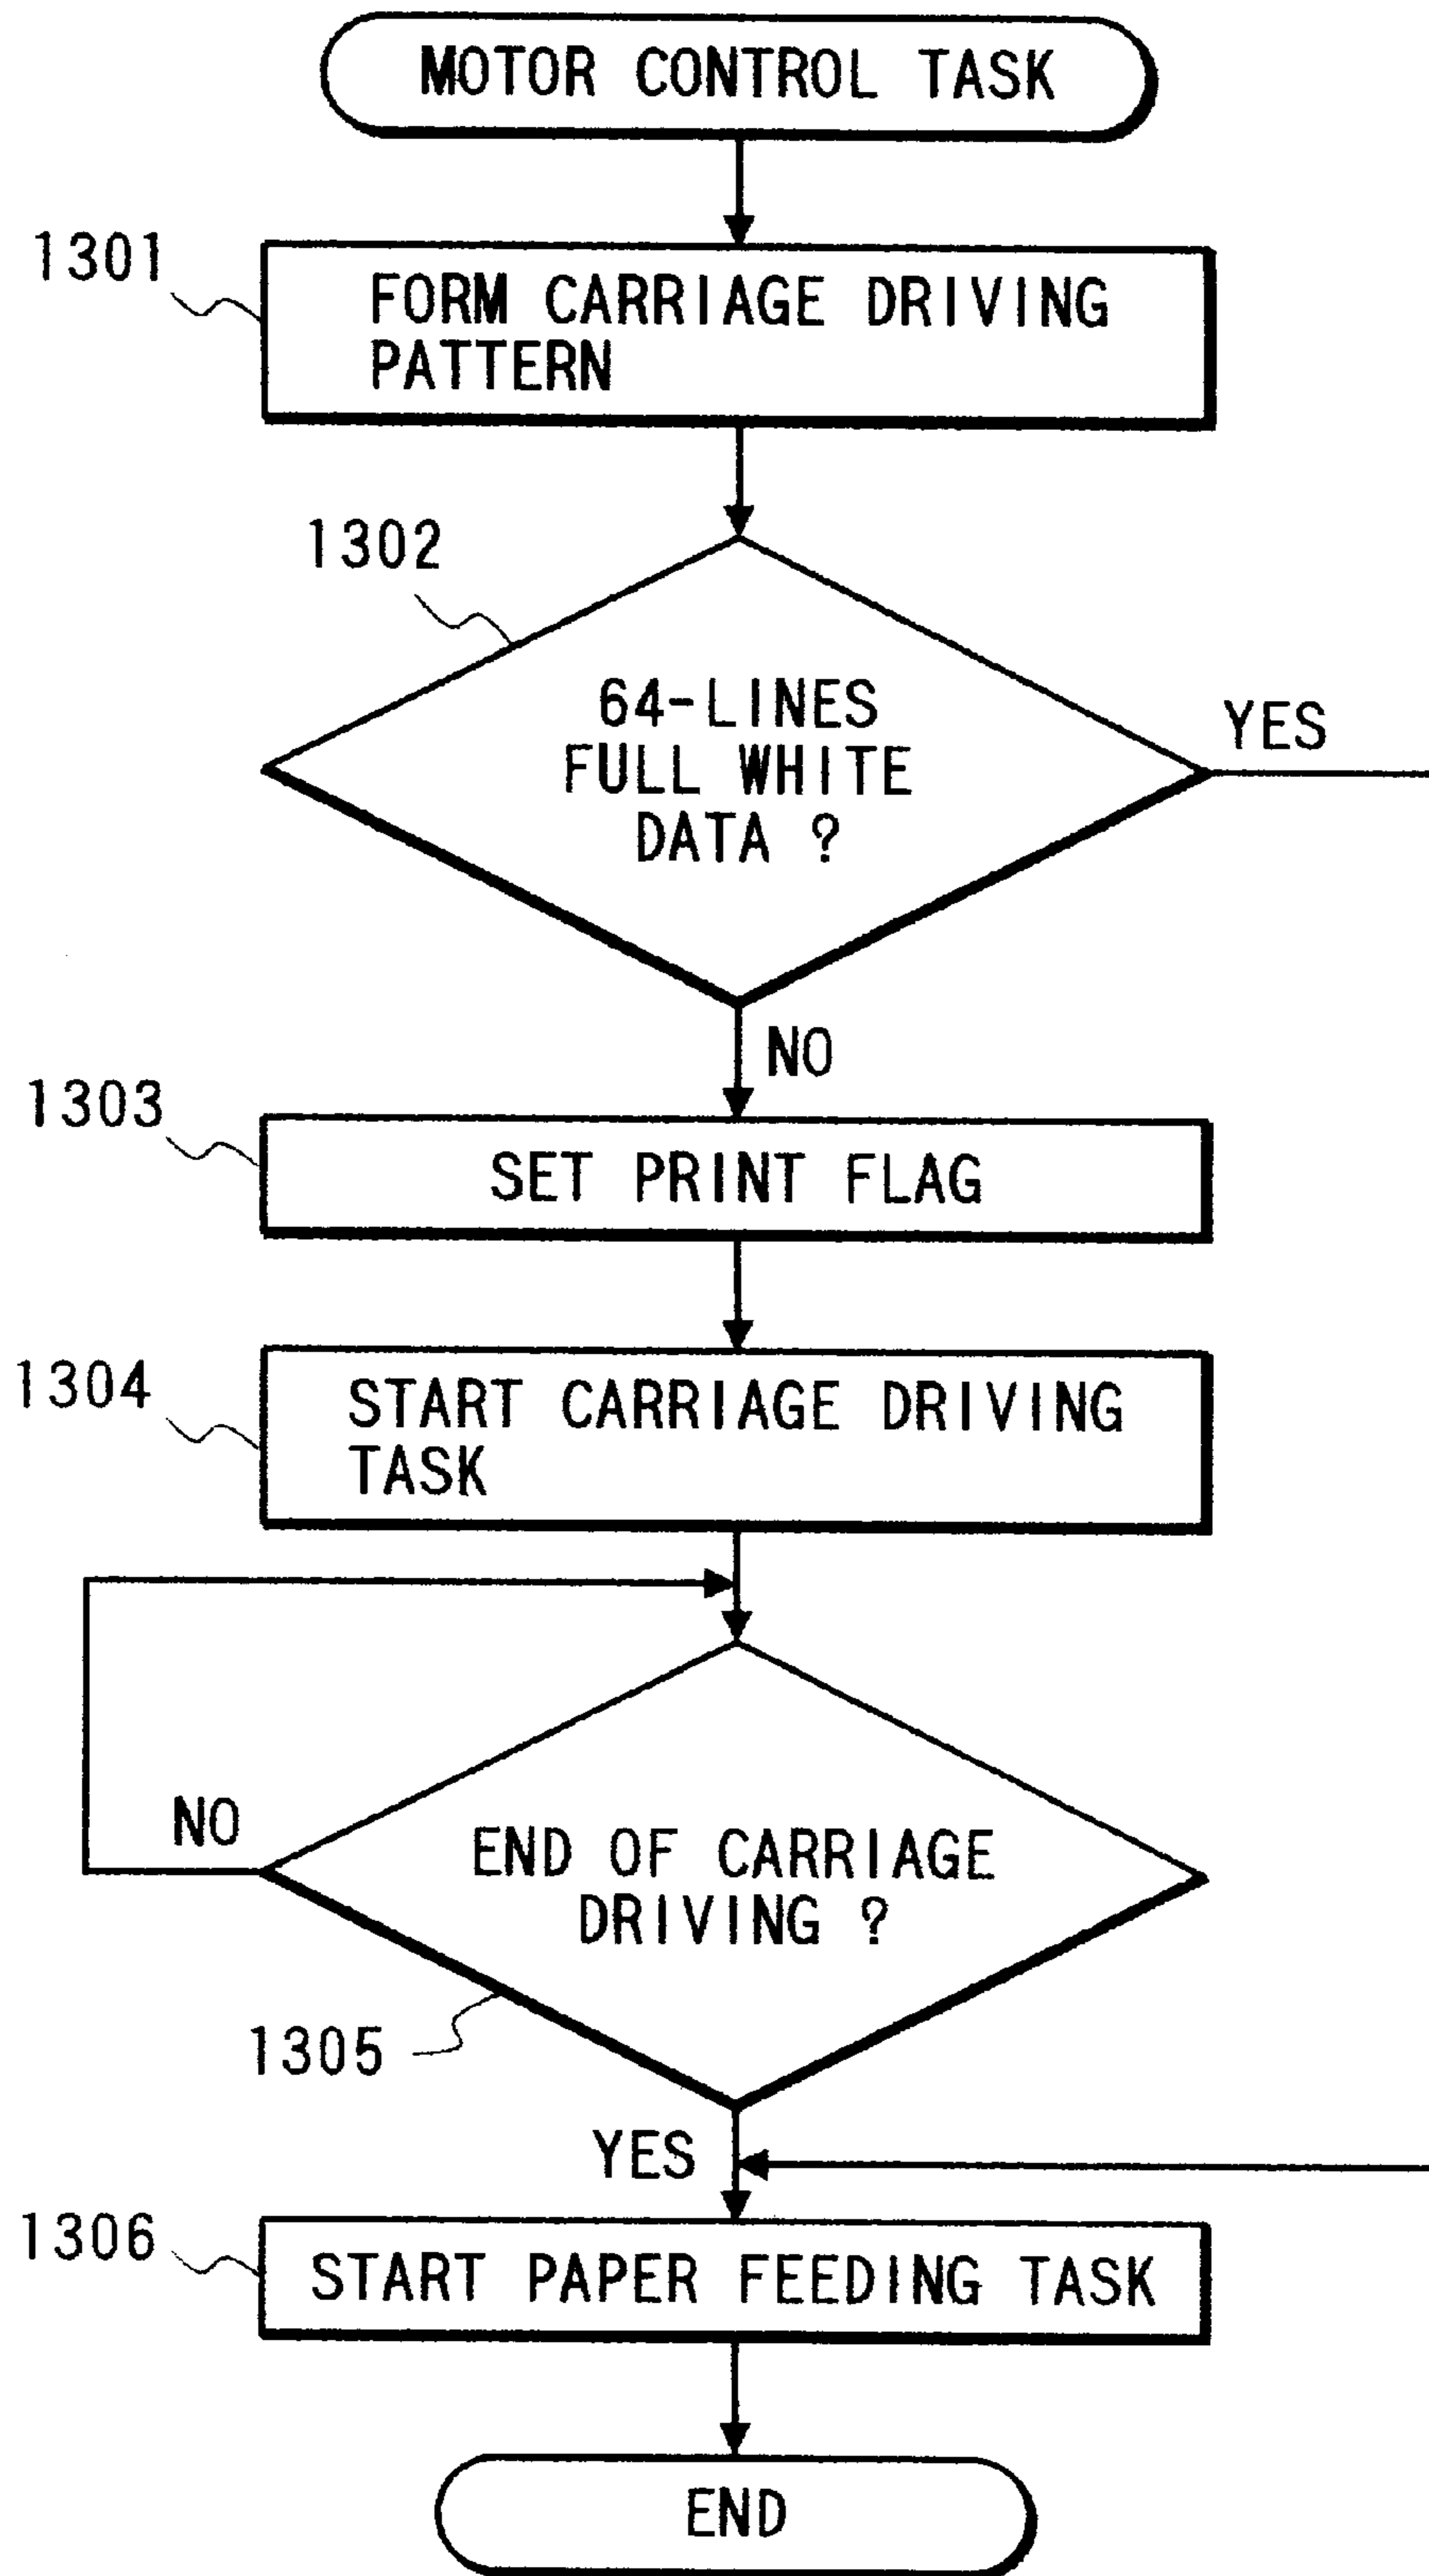 MOTOR CONTROL TASK
1301
FORM CARRIAGE DRIVING
PATTERN
1302
64-LINES
FULL WHITE
DATA ?
YES
NO
1303
SET PRINT FLAG
1304
START CARRIAGE DRIVING
TASK
NO
END OF CARRIAGE
DRIVING ?
1305
YES
1306
START PAPER FEEDING TASK
END